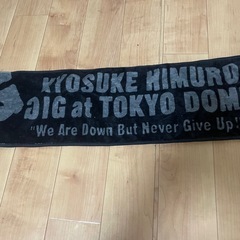 KYOSUKE HIMURO
GIG at TOKYO DOME
"We Are Down But Never Give Up!!"